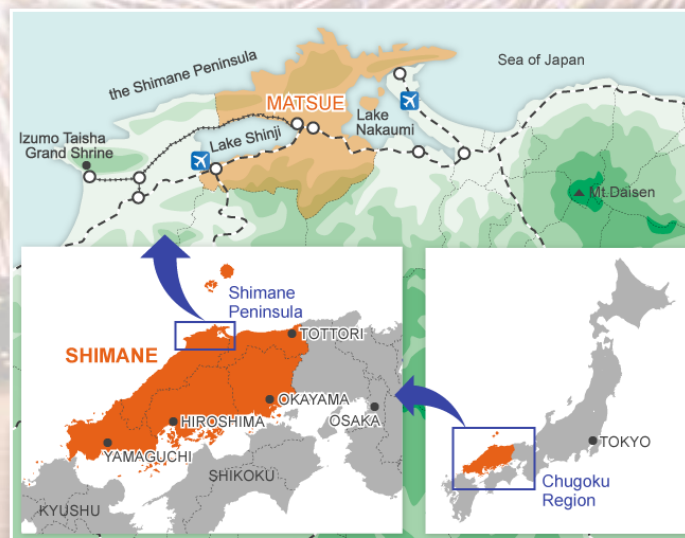 the Shimane Peninsula
Sea of Japan
MATSUE
Lake
Nakaumi
Lake Shinji
Izumo Taisha
Grand Shrine
Mt.Daisen
Shimane
Peninsula
SHIMANE
TOTTORI
OKAYAMA
HIROSHIMA
OSAKA
YAMAGUCHI
SHIKOKU
KYUSHU
TOKYO
Chugoku
Region